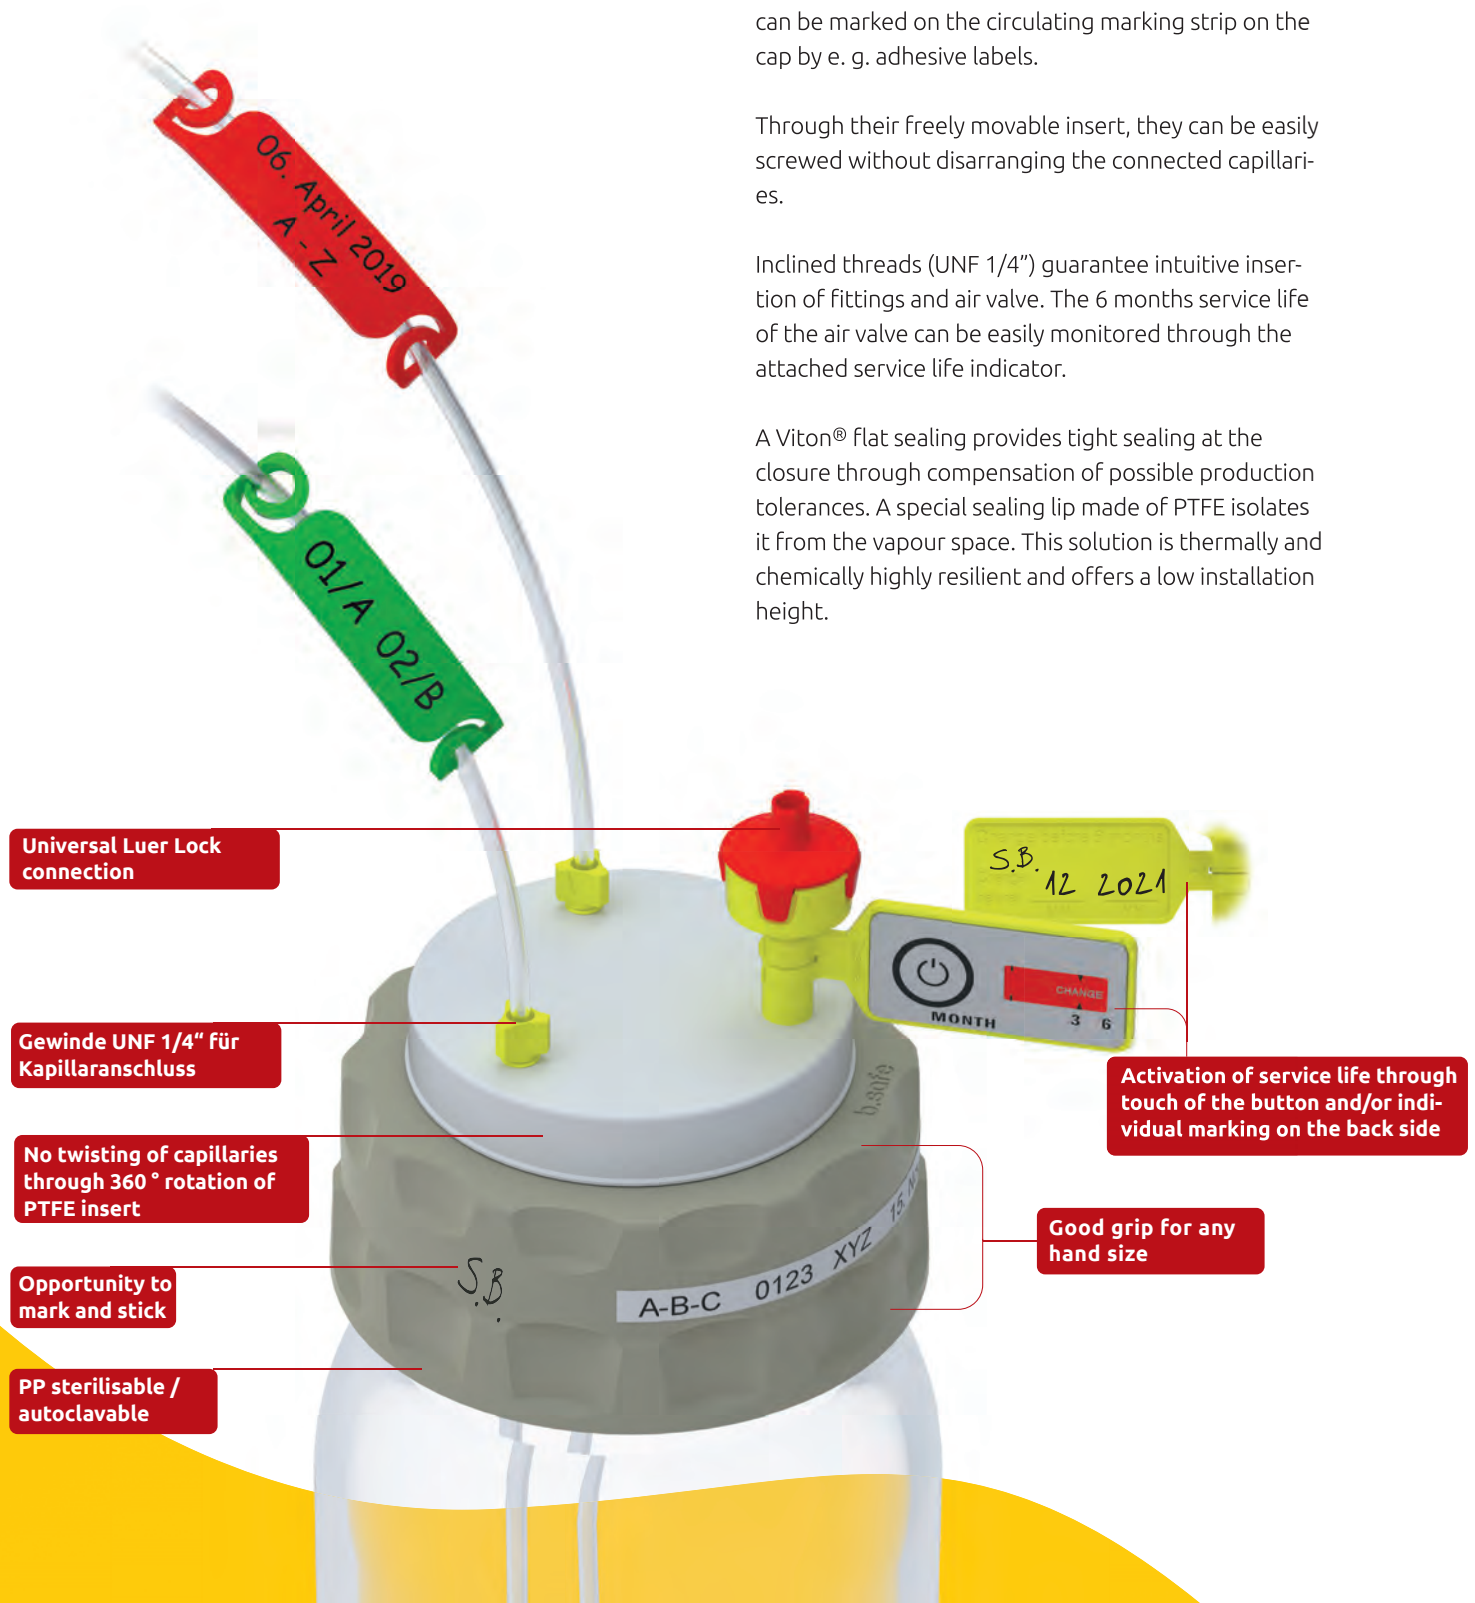 can be marked on the circulating marking strip on the
cap by e. g. adhesive labels.
Through their freely movable insert, they can be easily
screwed without disarranging the connected capillari-
es.
Inclined threads (UNF 1/4”) guarantee intuitive inser-
tion of fittings and air valve. The 6 months service life
of the air valve can be easily monitored through the
attached service life indicator.
A Viton® flat sealing provides tight sealing at the
closure through compensation of possible production
tolerances. A special sealing lip made of PTFE isolates
it from the vapour space. This solution is thermally and
chemically highly resilient and offers a low installation
height.
06. April 2019
A - Z
01/A 02/B
Universal Luer Lock
connection
S.B.
12 2021
CHANGE
MONTH 3 6
Gewinde UNF 1/4“ für
Kapillaranschluss
Activation of service life through
touch of the button and/or indi-
vidual marking on the back side
b.safe
No twisting of capillaries
through 360 ° rotation of
PTFE insert
Good grip for any
hand size
Opportunity to
mark and stick
S.B.
A-B-C 0123 XYZ 15.
PP sterilisable /
autoclavable